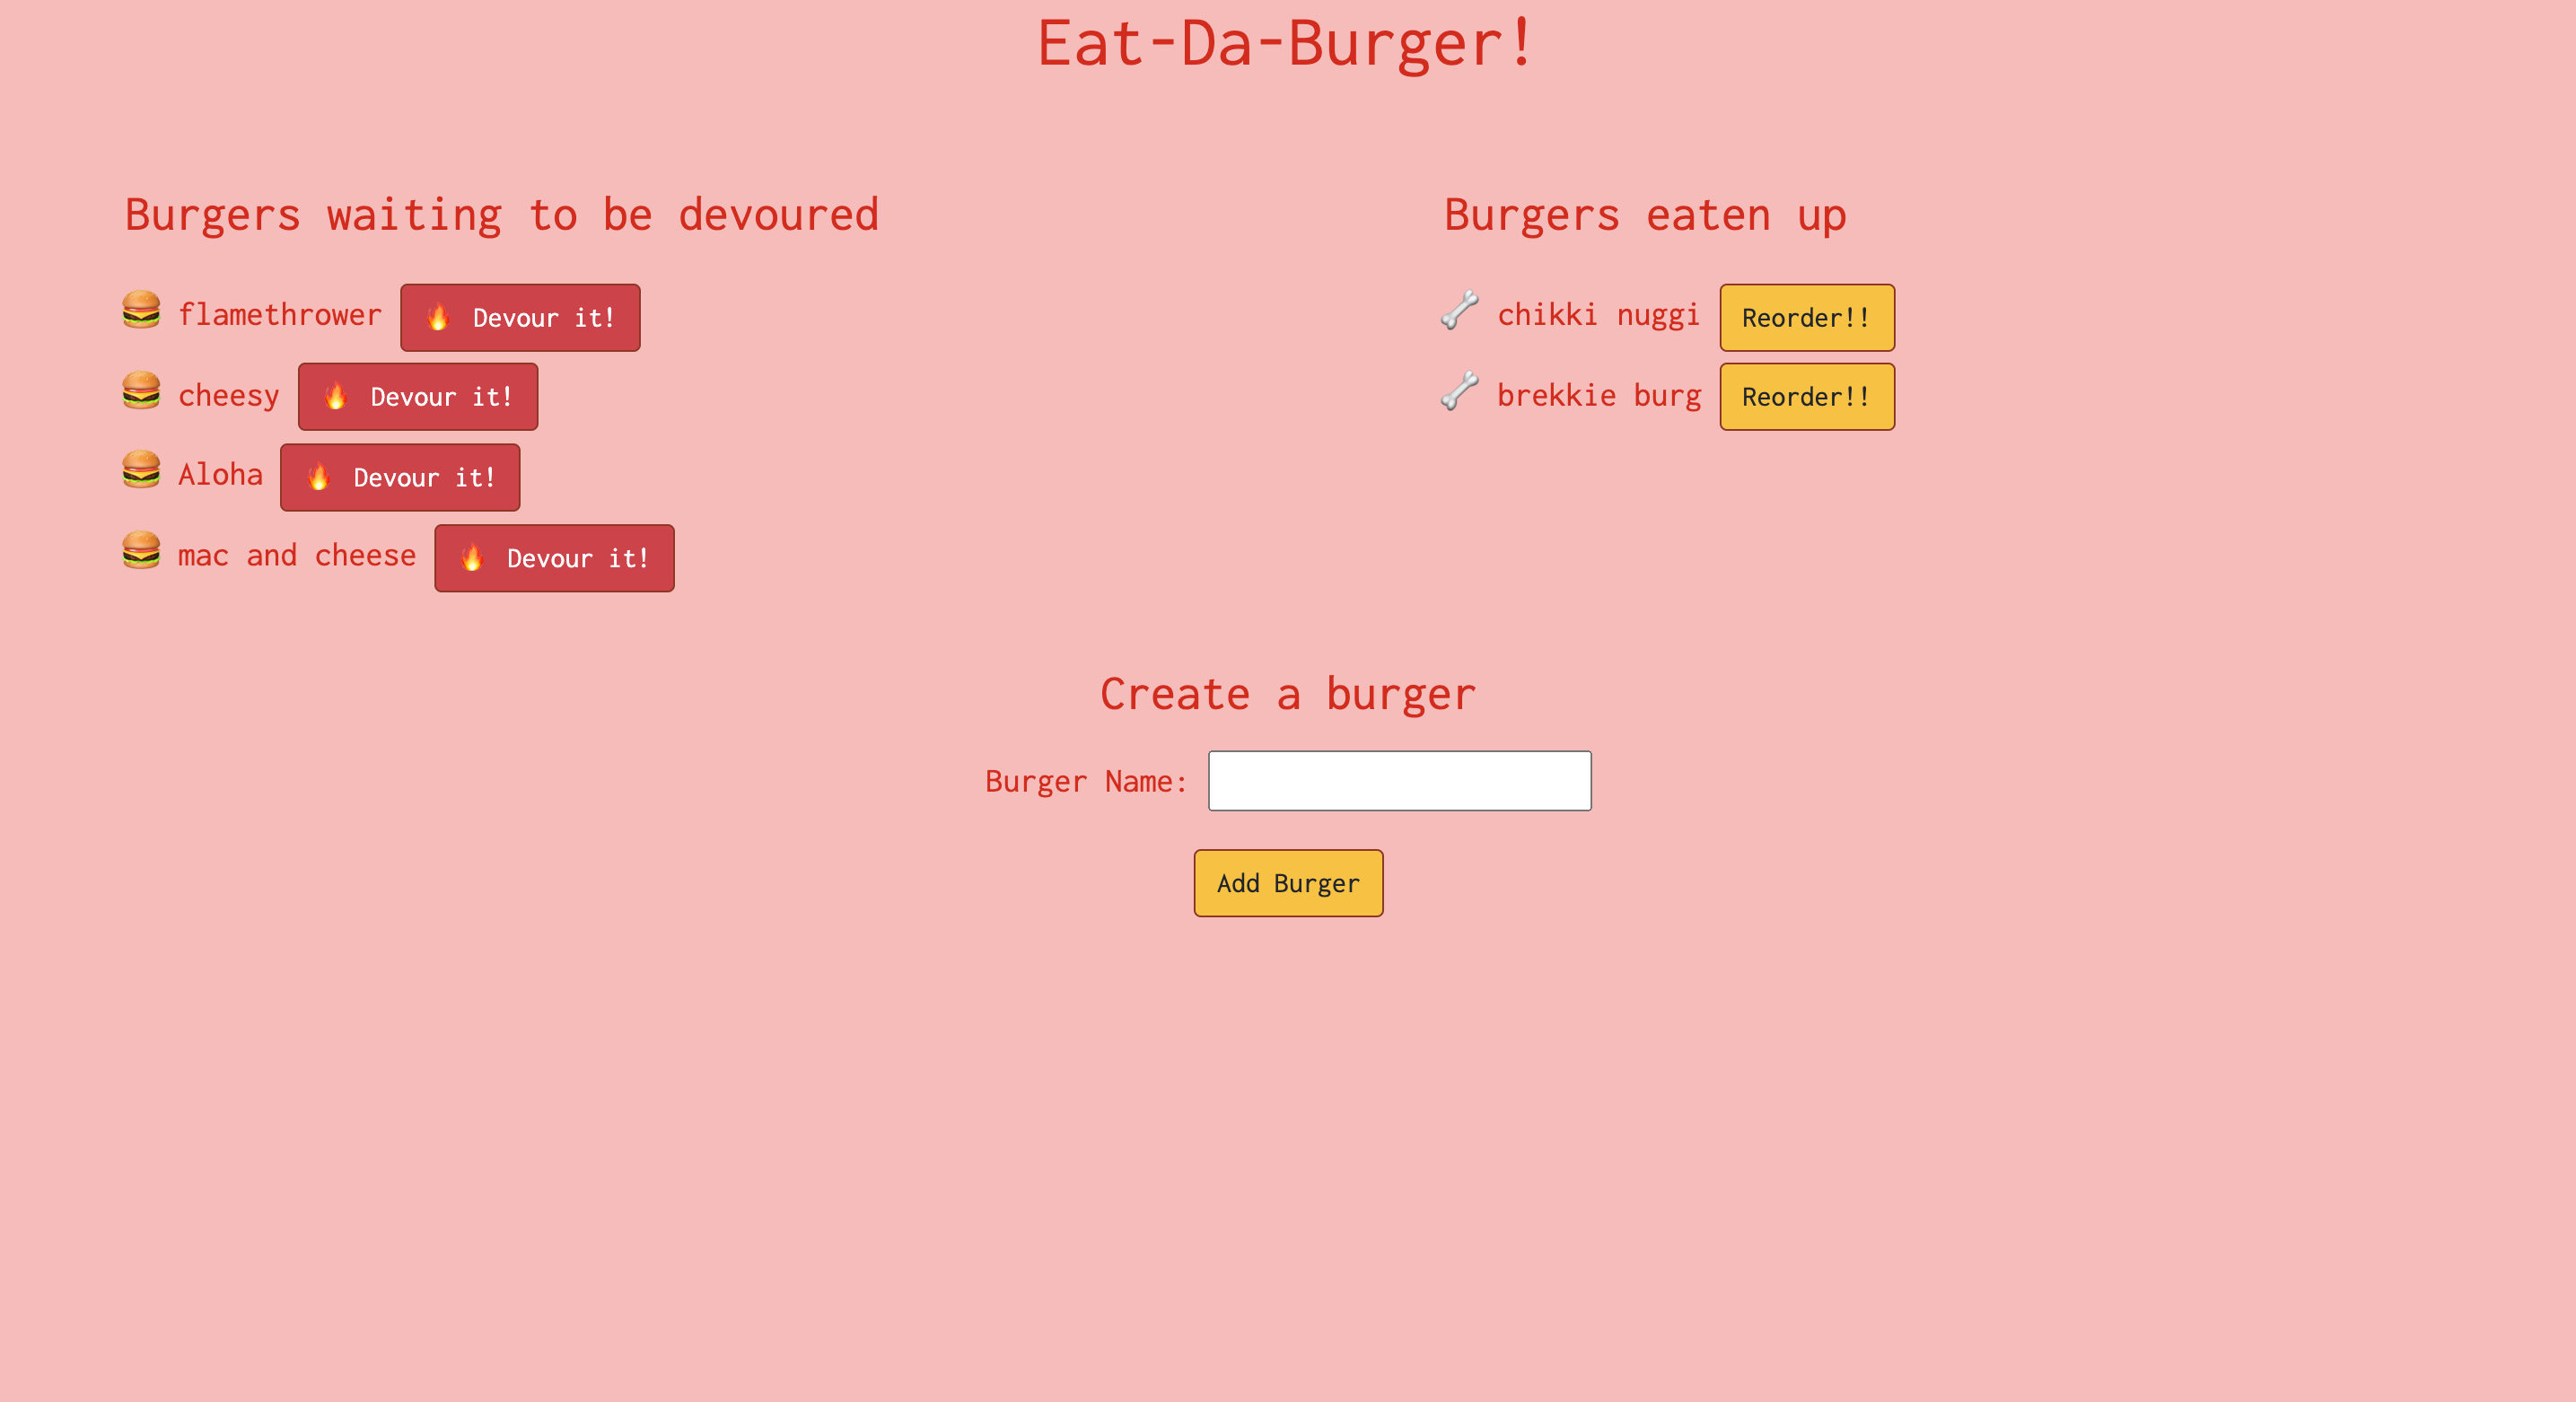 Eat-Da-Burger!
Burgers waiting to be devoured
flamethrower Devour it!
cheesy Devour it!
Aloha Devour it!
mac and cheese Devour it!
Burgers eaten up
chikki nuggi Reorder!!
brekkie burg Reorder!!
Create a burger
Burger Name:
Add Burger